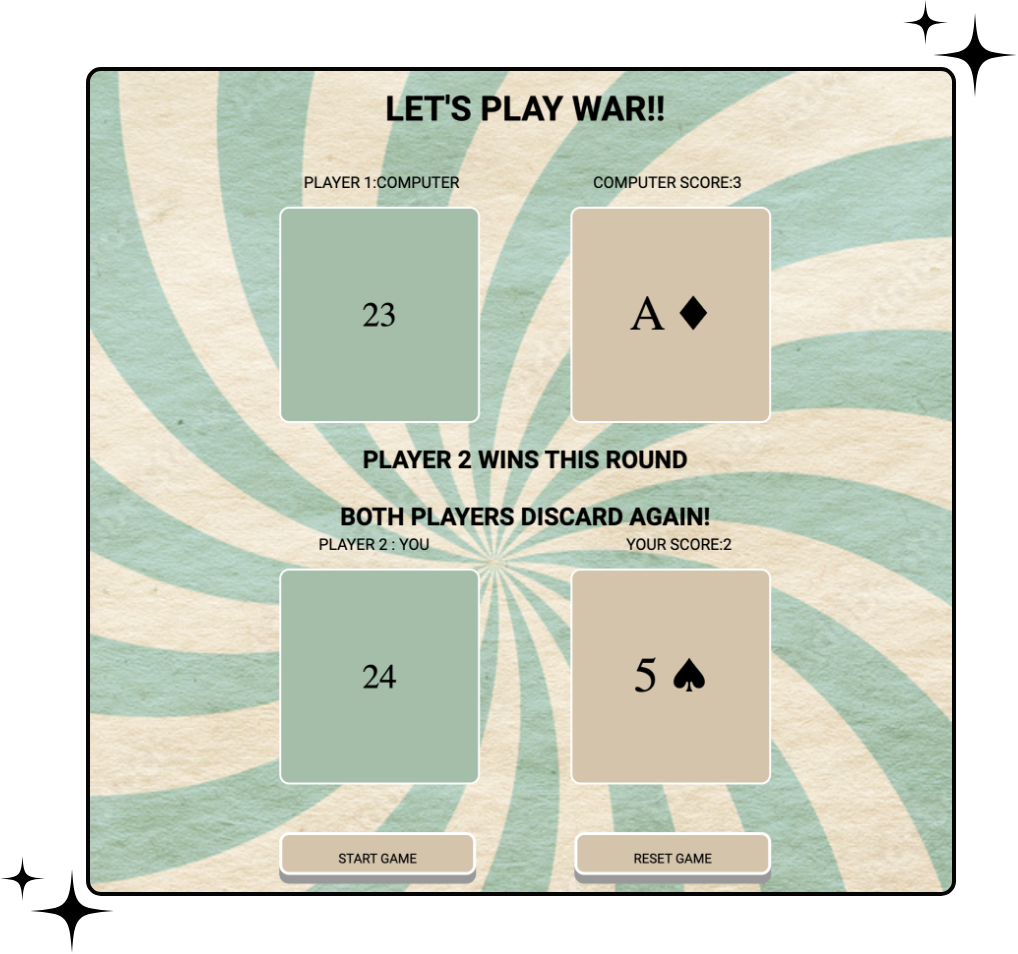 LET'S PLAY WAR!!
PLAYER 1:COMPUTER
COMPUTER SCORE:3
23
A ♦
PLAYER 2 WINS THIS ROUND
BOTH PLAYERS DISCARD AGAIN!
PLAYER 2 : YOU
YOUR SCORE:2
24
5 ♠
START GAME
RESET GAME